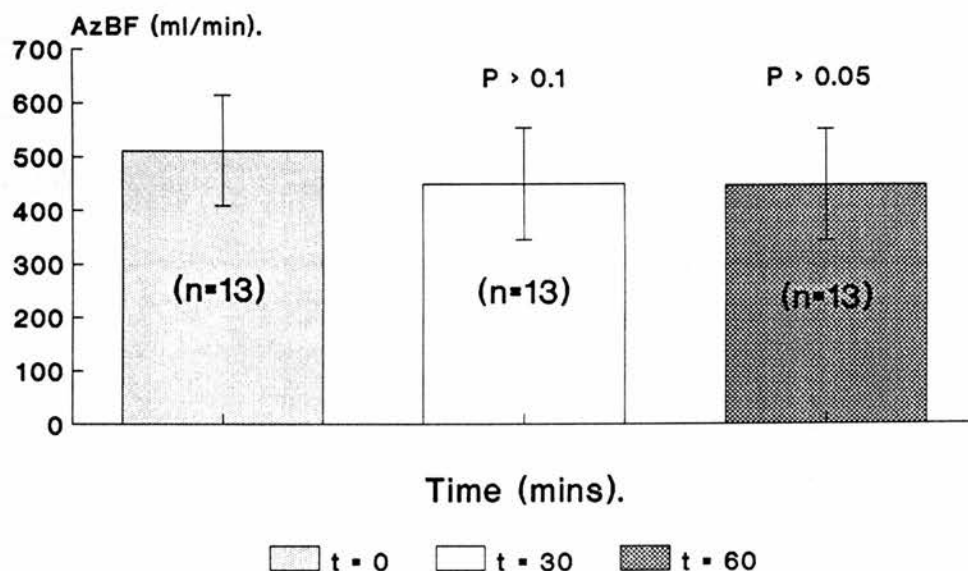 AzBF (ml/min).
700
600
500
400
300
200
100
0
P > 0.1
P > 0.05
(n=13)
(n=13)
(n=13)
Time (mins).
t = 0
t = 30
t = 60